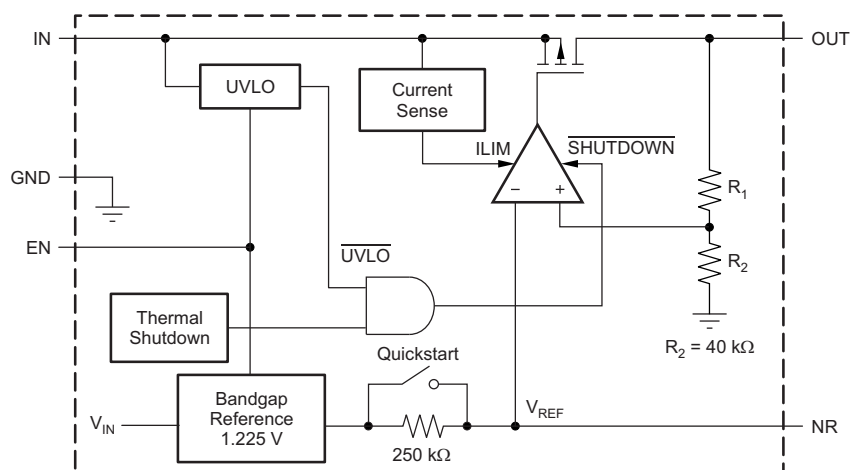 IN
OUT
UVLO
Current
Sense
ILIM
SHUTDOWN
GND
− +
R1
EN
UVLO
R2
Thermal
Shutdown
R2 = 40 kΩ
Quickstart
VIN
Bandgap
Reference
1.225 V
VREF
NR
250 kΩ